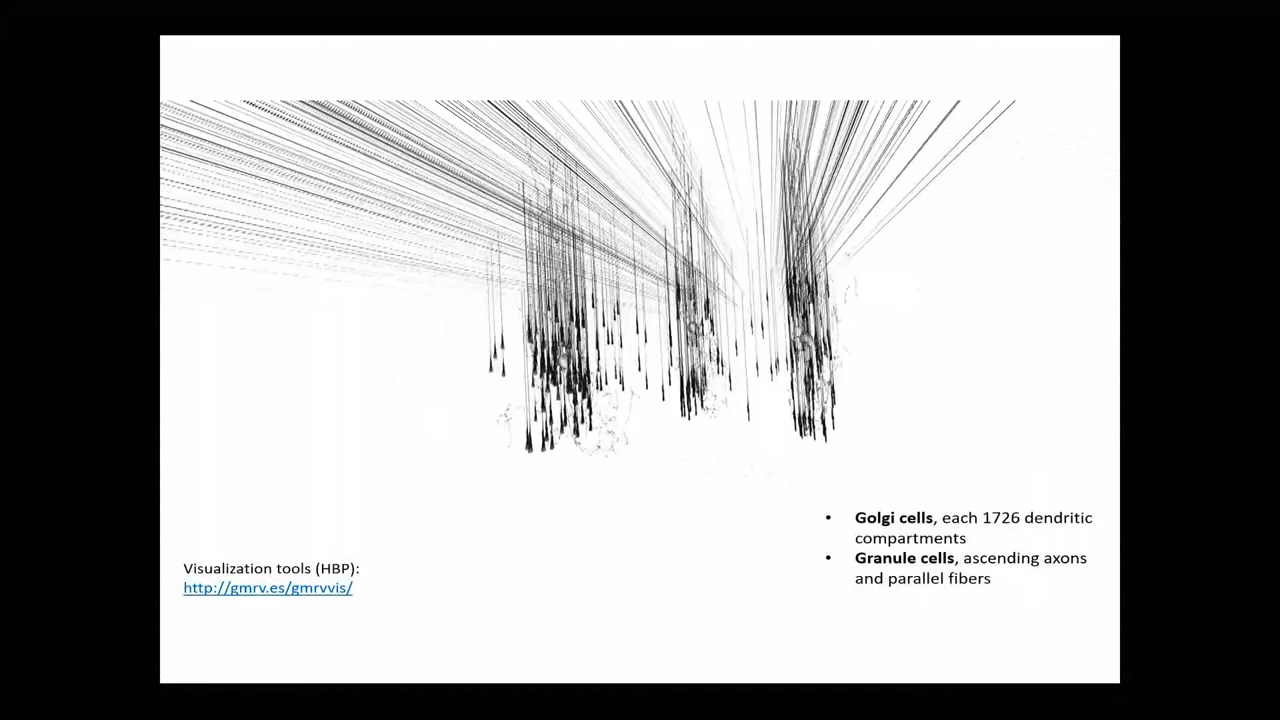 • Golgi cells, each 1726 dendritic
compartments
• Granule cells, ascending axons
and parallel fibers
Visualization tools (HBP):
http://gmrv.es/gmrvvis/